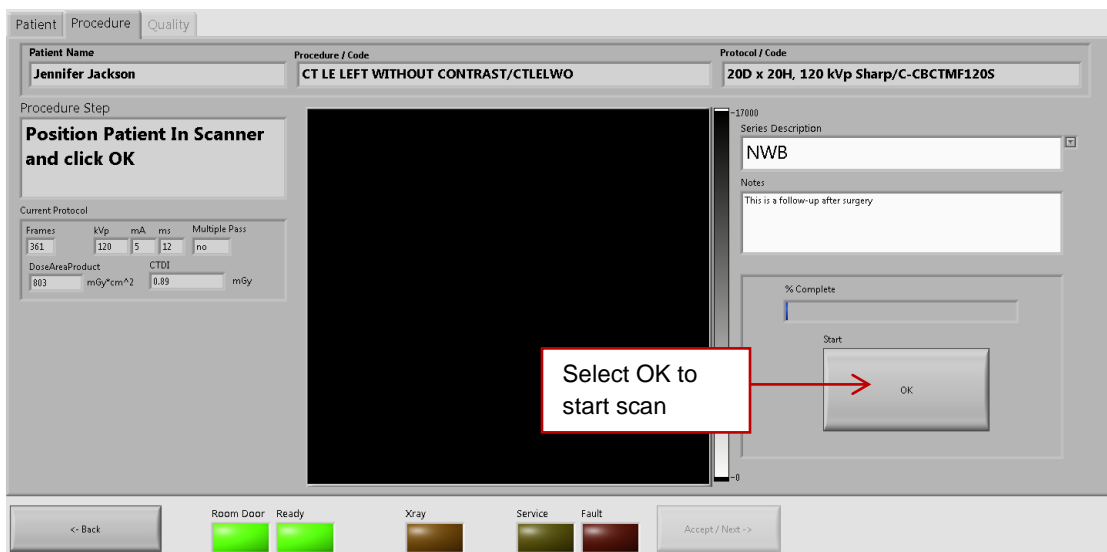 Patient Procedure Quality
Patient Name
Jennifer Jackson
Procedure / Code
CT LE LEFT WITHOUT CONTRAST/CTLELWO
Protocol / Code
20D x 20H, 120 kVp Sharp/C-CBCTMF120S
Procedure Step
Position Patient In Scanner
and click OK
Current Protocol
Frames kVp mA ms Multiple Pass
361 120 5 12 no
DoseAreaProduct CTDI
803 mGy*cm^2 0.89 mGy
-17000
-0
Series Description
NWB
Notes
This is a follow-up after surgery
% Complete
Start
OK
Select OK to
start scan
<- Back
Room Door Ready Xray Service Fault
Accept / Next ->